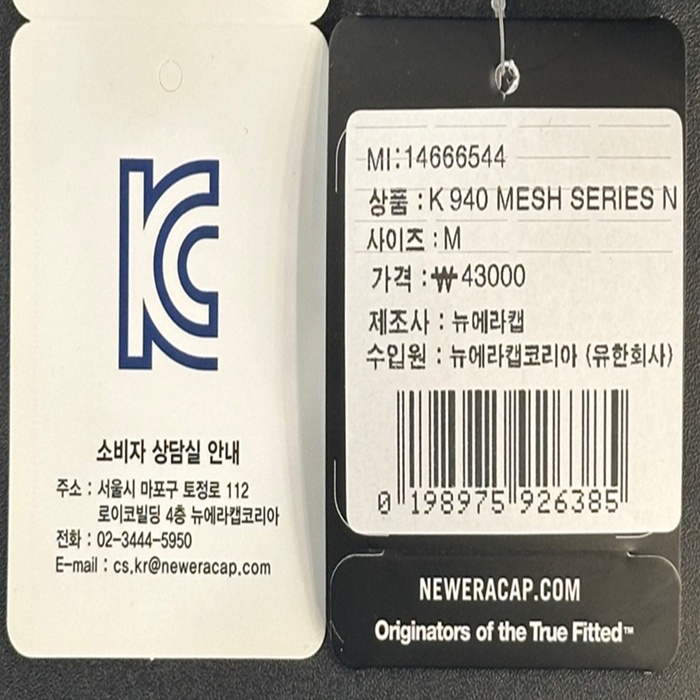 KC
소비자 상담실 안내
주소 : 서울시 마포구 토정로 112
로이코빌딩 4층 뉴에라캡코리아
전화 : 02-3444-5950
E-mail : cs.kr@neweracap.com
MI:14666544
상품 : K 940 MESH SERIES N
사이즈 : M
가격 : ₩43000
제조사 : 뉴에라캡
수입원 : 뉴에라캡코리아 (유한회사)
0 198975 926385
NEWERACAP.COM
Originators of the True Fitted™